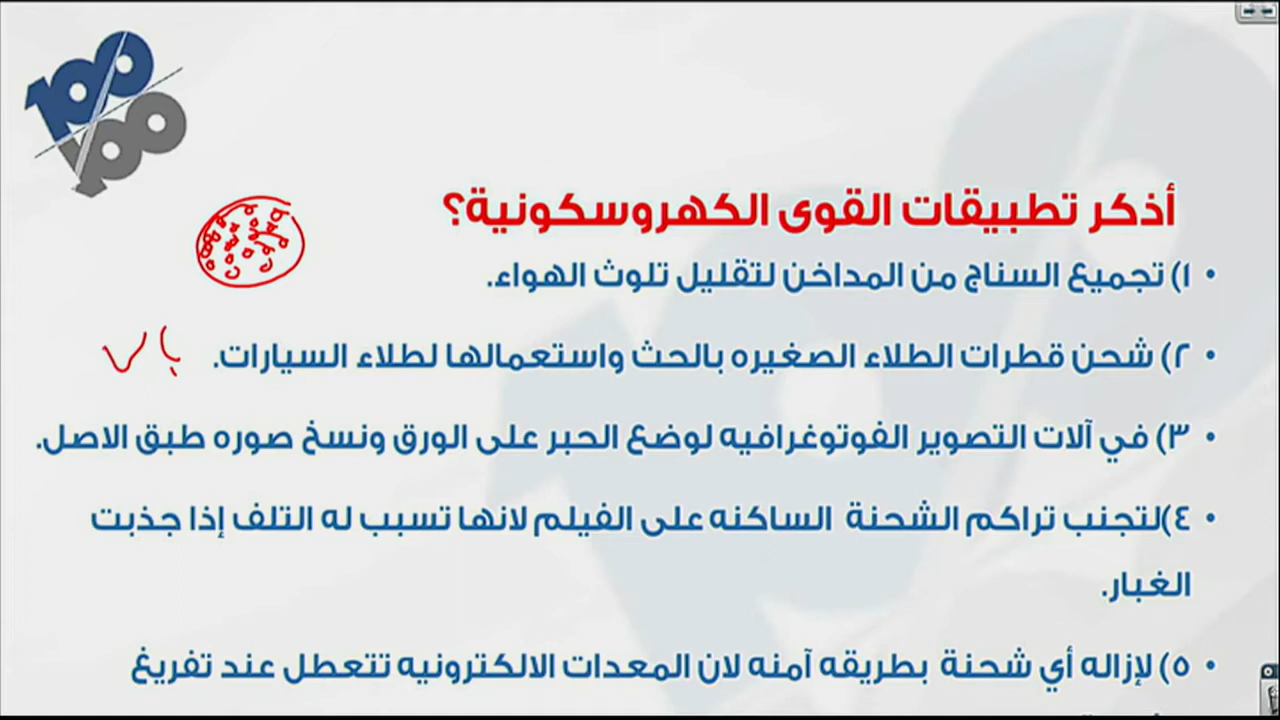 100
100
أذكر تطبيقات القوى الكهروسكونية؟
• ١) تجميع السناج من المداخن لتقليل تلوث الهواء.
• ٢) شحن قطرات الطلاء الصغيره بالحث واستعمالها لطلاء السيارات.
• ٣) في آلات التصوير الفوتوغرافيه لوضع الحبر على الورق ونسخ صوره طبق الاصل.
• ٤)لتجنب تراكم الشحنة الساكنه على الفيلم لانها تسبب له التلف إذا جذبت
الغبار.
• ٥) لإزاله أي شحنة بطريقه آمنه لان المعدات الالكترونيه تتعطل عند تفريغ